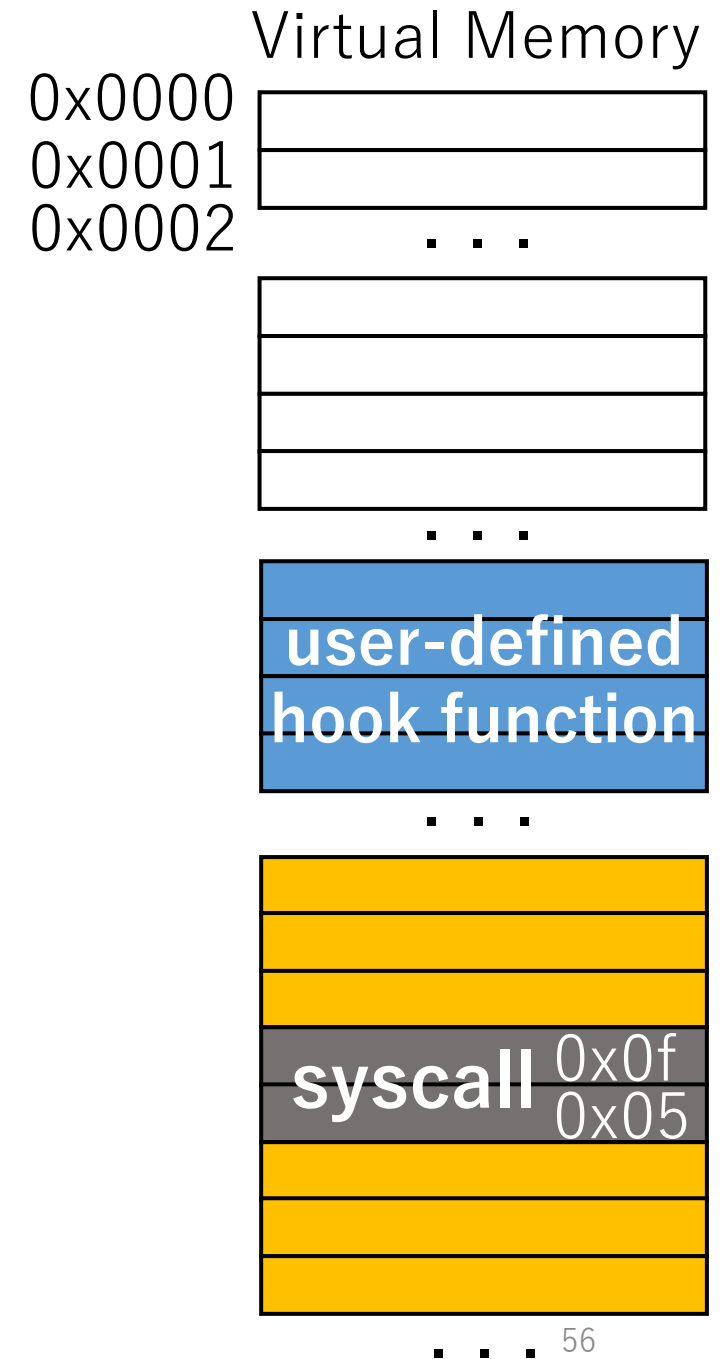 Virtual Memory
0x0000
0x0001
0x0002
. . .
. . .
user-defined
hook function
. . .
syscall 0x0f
0x05
. . .
56